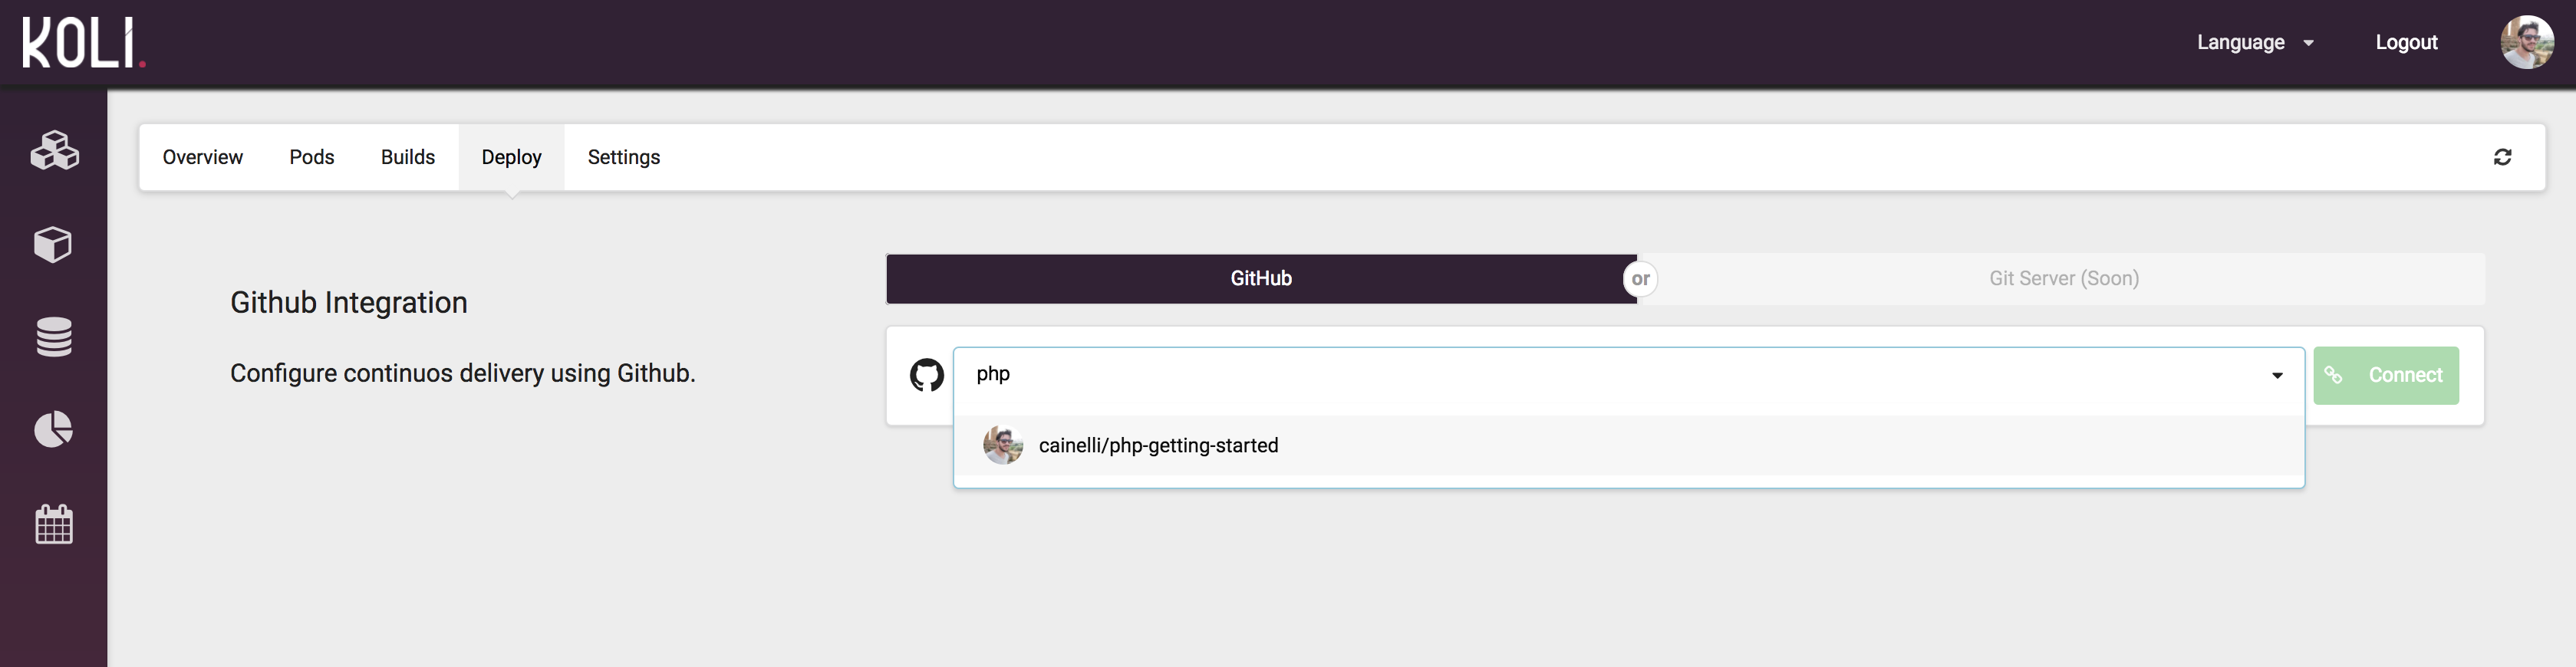 KOLI.
Language
Logout
Overview
Pods
Builds
Deploy
Settings
GitHub
or
Git Server (Soon)
Github Integration
Configure continuos delivery using Github.
php
Connect
cainelli/php-getting-started